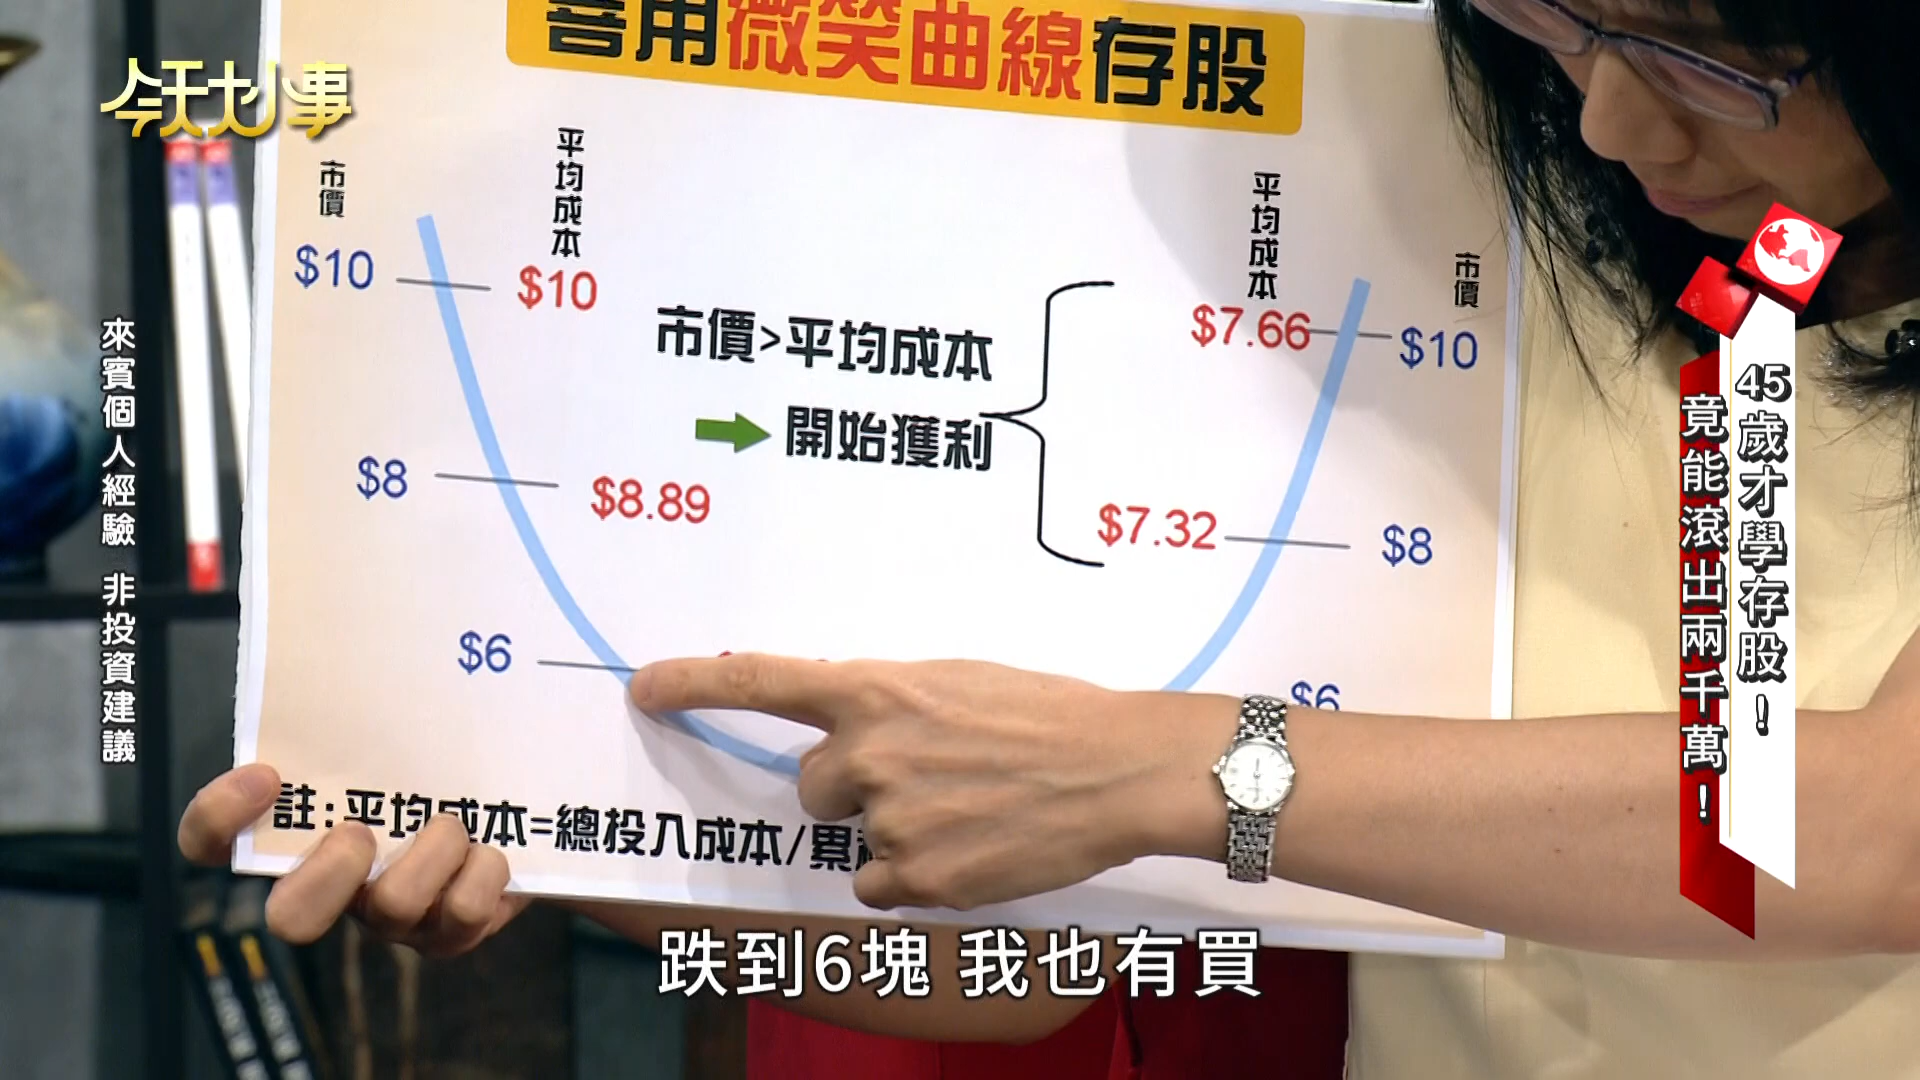 善用微笑曲線存股
今天大小事
市價
平均成本
平均成本
市價
$10
$10
$7.66
$10
市價>平均成本
開始獲利
$8
$8.89
$7.32
$8
$6
$6
註:平均成本=總投入成本/累
來賓個人經驗 非投資建議
45歲才學存股!
竟能滾出兩千萬!
跌到6塊 我也有買